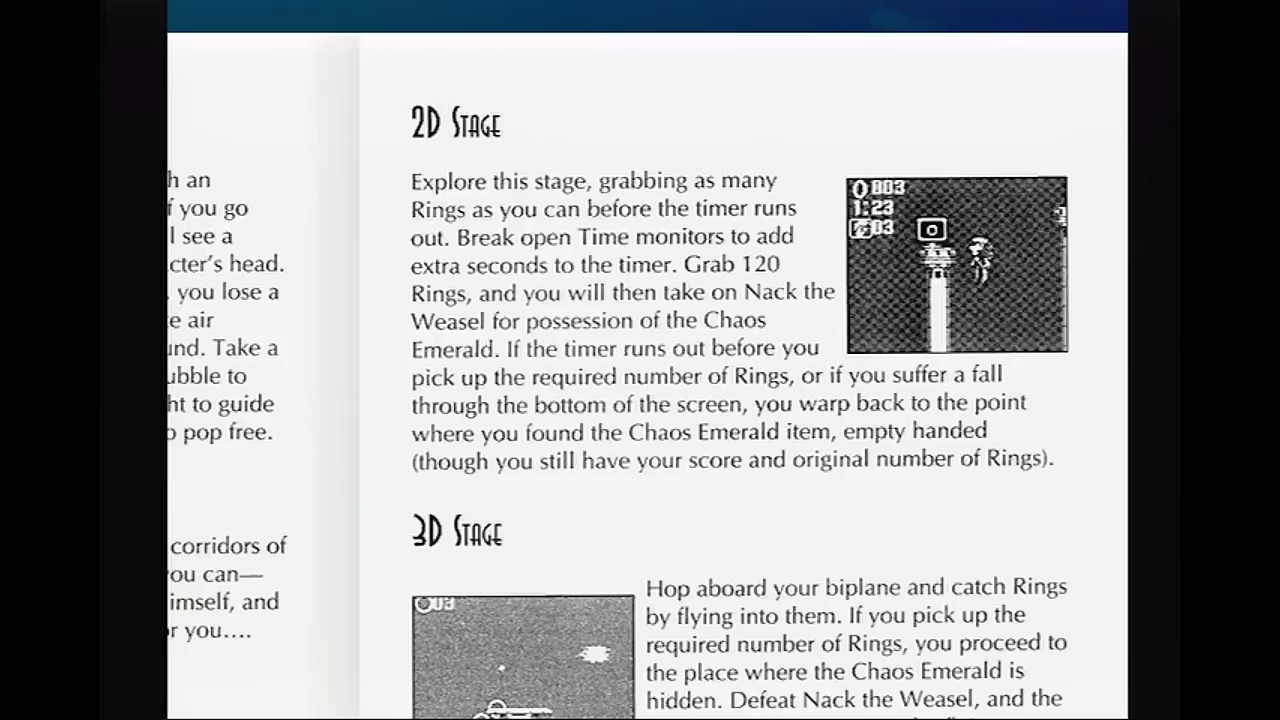 h an
f you go
l see a
cter's head.
you lose a
e air
und. Take a
ubble to
ht to guide
pop free.
corridors of
ou can—
imself, and
r you....
2D STAGE
Explore this stage, grabbing as many
Rings as you can before the timer runs
out. Break open Time monitors to add
extra seconds to the timer. Grab 120
Rings, and you will then take on Nack the
Weasel for possession of the Chaos
Emerald. If the timer runs out before you
pick up the required number of Rings, or if you suffer a fall
through the bottom of the screen, you warp back to the point
where you found the Chaos Emerald item, empty handed
(though you still have your score and original number of Rings).
003
1:23
03
3D STAGE
03
Hop aboard your biplane and catch Rings
by flying into them. If you pick up the
required number of Rings, you proceed to
the place where the Chaos Emerald is
hidden. Defeat Nack the Weasel, and the